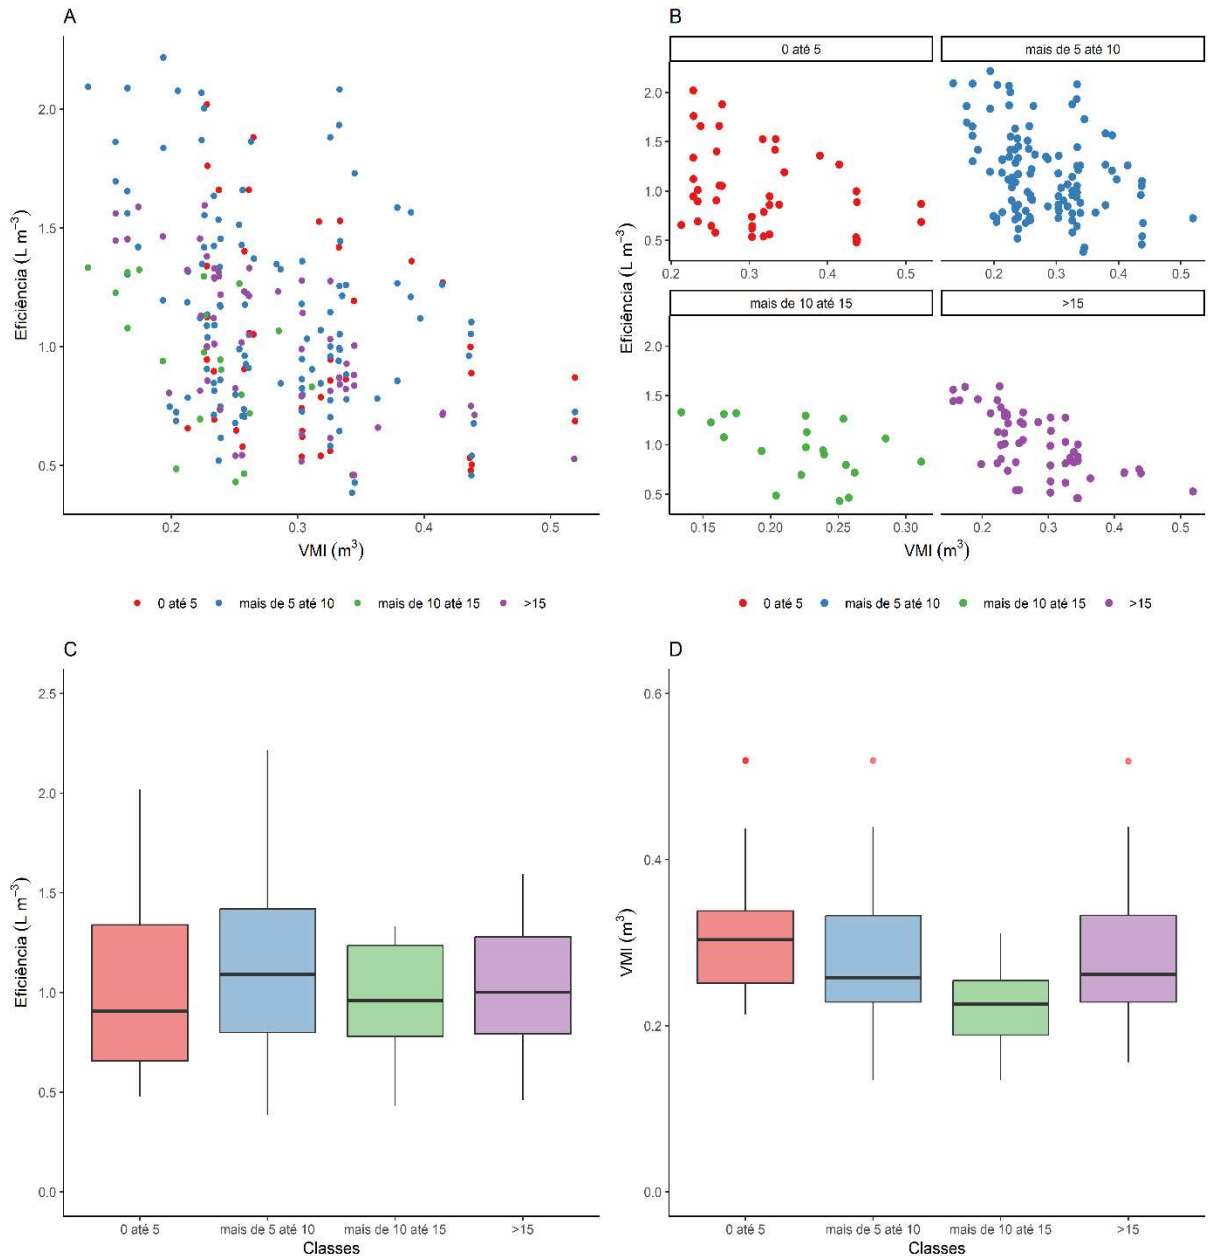 A
2.0
1.5
1.0
0.5
Eficiência (L m⁻³)
0.2 0.3 0.4 0.5
VMI (m³)
0 até 5 mais de 5 até 10 mais de 10 até 15 >15
B
0 até 5 mais de 5 até 10
2.0
1.5
1.0
0.5
0.2 0.3 0.4 0.5 0.2 0.3 0.4 0.5
Eficiência (L m⁻³)
mais de 10 até 15 >15
2.0
1.5
1.0
0.5
0.15 0.20 0.25 0.30 0.2 0.3 0.4 0.5
VMI (m³)
0 até 5 mais de 5 até 10 mais de 10 até 15 >15
C
2.5
2.0
1.5
1.0
0.5
0.0
Eficiência (L m⁻³)
0 até 5 mais de 5 até 10 mais de 10 até 15 >15
Classes
D
0.6
0.4
0.2
0.0
VMI (m³)
0 até 5 mais de 5 até 10 mais de 10 até 15 >15
Classes